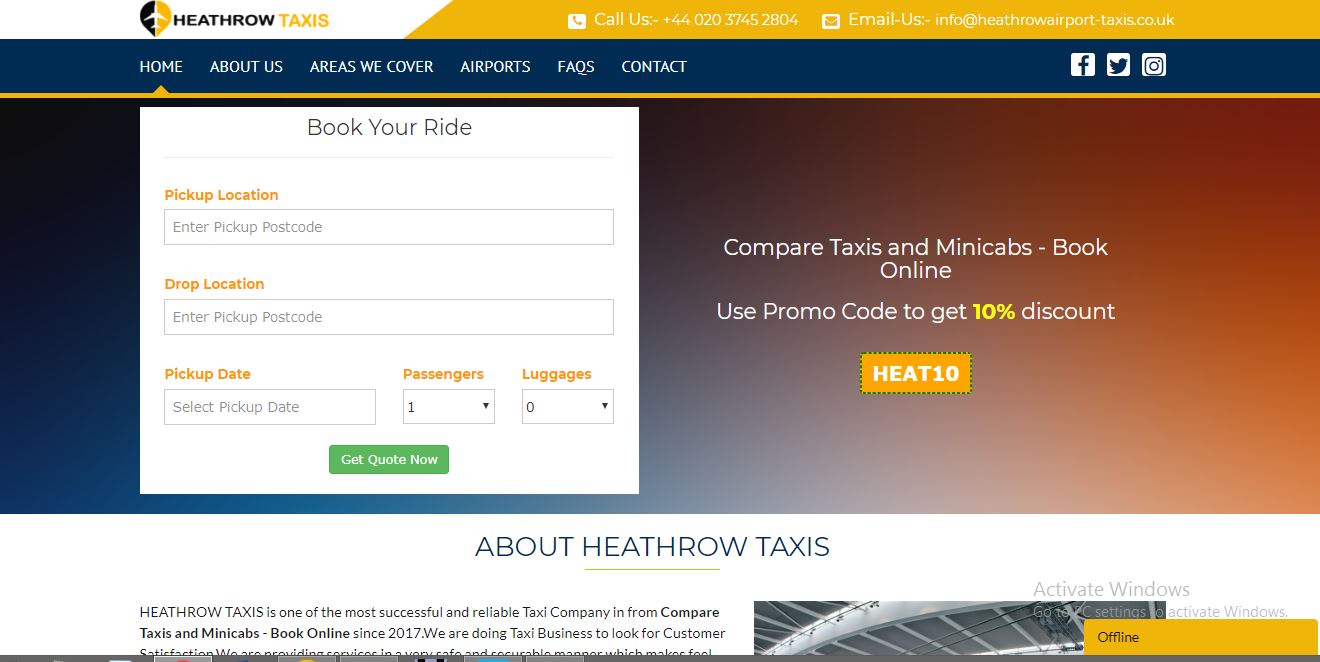 HEATHROW TAXIS
Call Us:- +44 020 3745 2804
Email-Us:- info@heathrowairport-taxis.co.uk
HOME
ABOUT US
AREAS WE COVER
AIRPORTS
FAQS
CONTACT
Book Your Ride
Pickup Location
Enter Pickup Postcode
Drop Location
Enter Pickup Postcode
Pickup Date
Passengers
Luggages
Select Pickup Date
1
0
Get Quote Now
Compare Taxis and Minicabs - Book
Online
Use Promo Code to get 10% discount
HEAT10
ABOUT HEATHROW TAXIS
HEATHROW TAXIS is one of the most successful and reliable Taxi Company in from Compare
Taxis and Minicabs - Book Online since 2017.We are doing Taxi Business to look for Customer
Satisfaction.We are providing services in a very safe and securable manner which makes feel
Activate Windows
Go to PC settings to activate Windows.
Offline